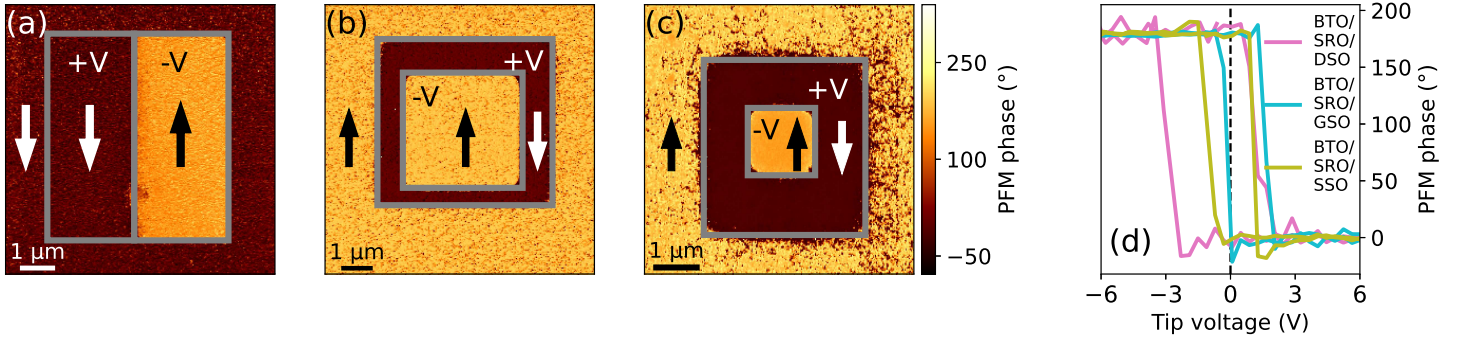 (a)
+V
-V
1 µm
(b)
+V
-V
1 µm
(c)
+V
-V
1 µm
250
100
−50
PFM phase (°)
BTO/
SRO/
DSO
BTO/
SRO/
GSO
BTO/
SRO/
SSO
(d)
200
150
100
50
0
PFM phase (°)
−6
−3
0
3
6
Tip voltage (V)